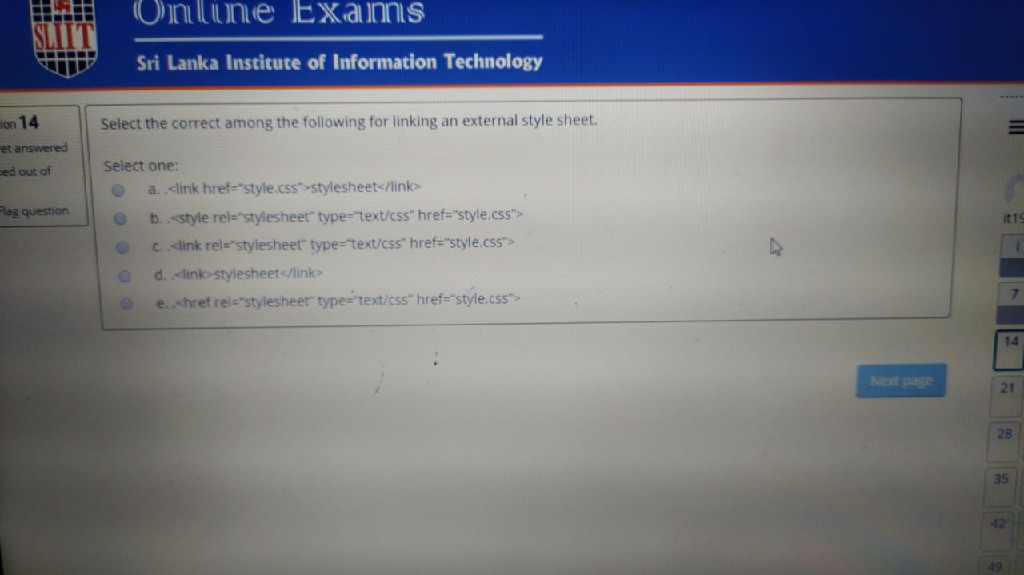 Online Exams
SLIIT
Sri Lanka Institute of Information Technology
ion 14
et answered
ed out of
Flag question
Select the correct among the following for linking an external style sheet.
Select one:
a. .<link href="style.css">stylesheet</link>
b. .<style rel="stylesheet" type="text/css" href="style.css">
c. .<link rel="stylesheet" type="text/css" href="style.css">
d. .<link>stylesheet</link>
e. .<href rel="stylesheet" type="text/css" href="style.css">
Next page
it19
i
7
14
21
28
35
42
49